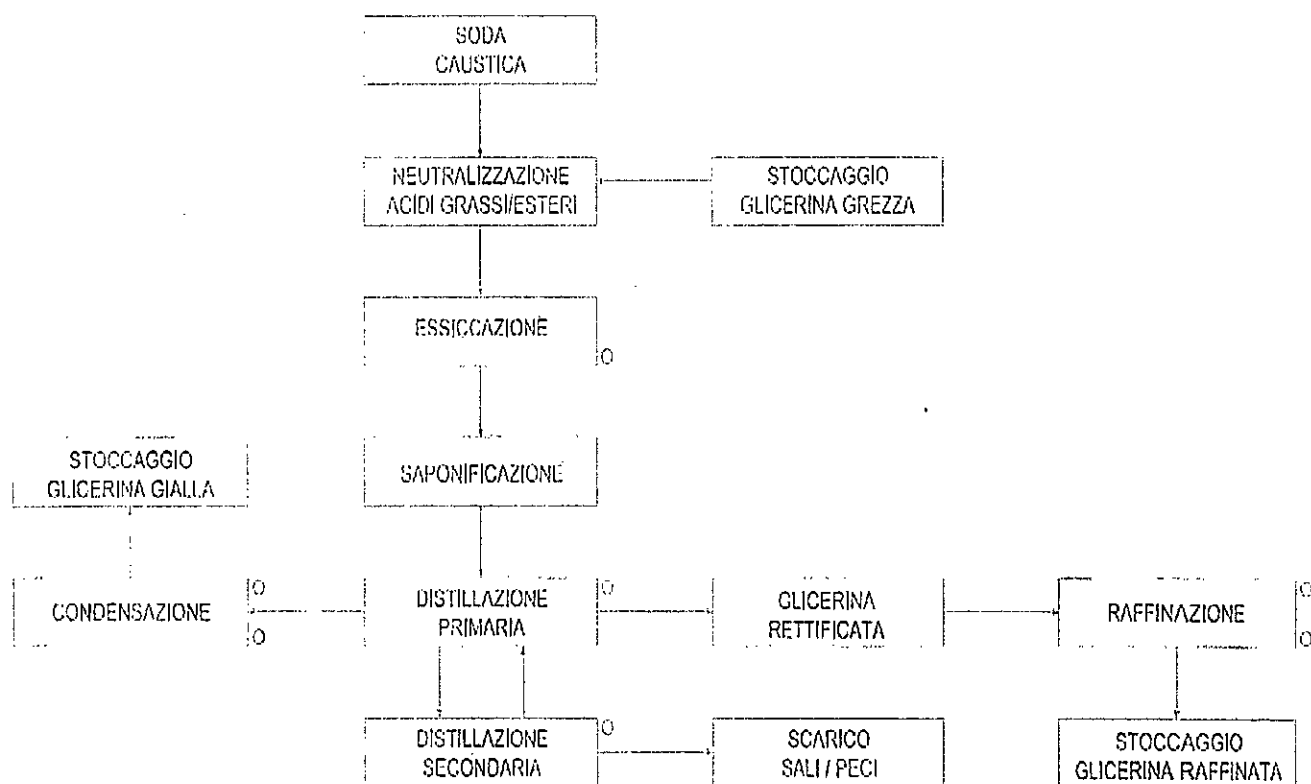 SODA
CAUSTICA
NEUTRALIZZAZIONE
ACIDI GRASSI/ESTERI
STOCCAGGIO
GLICERINA GREZZA
ESSICCAZIONE
O
STOCCAGGIO
GLICERINA GIALLA
SAPONIFICAZIONE
CONDENSAZIONE
O
O
DISTILLAZIONE
PRIMARIA
O
GLICERINA
RETTIFICATA
RAFFINAZIONE
O
O
DISTILLAZIONE
SECONDARIA
O
SCARICO
SALI / PECI
STOCCAGGIO
GLICERINA RAFFINATA